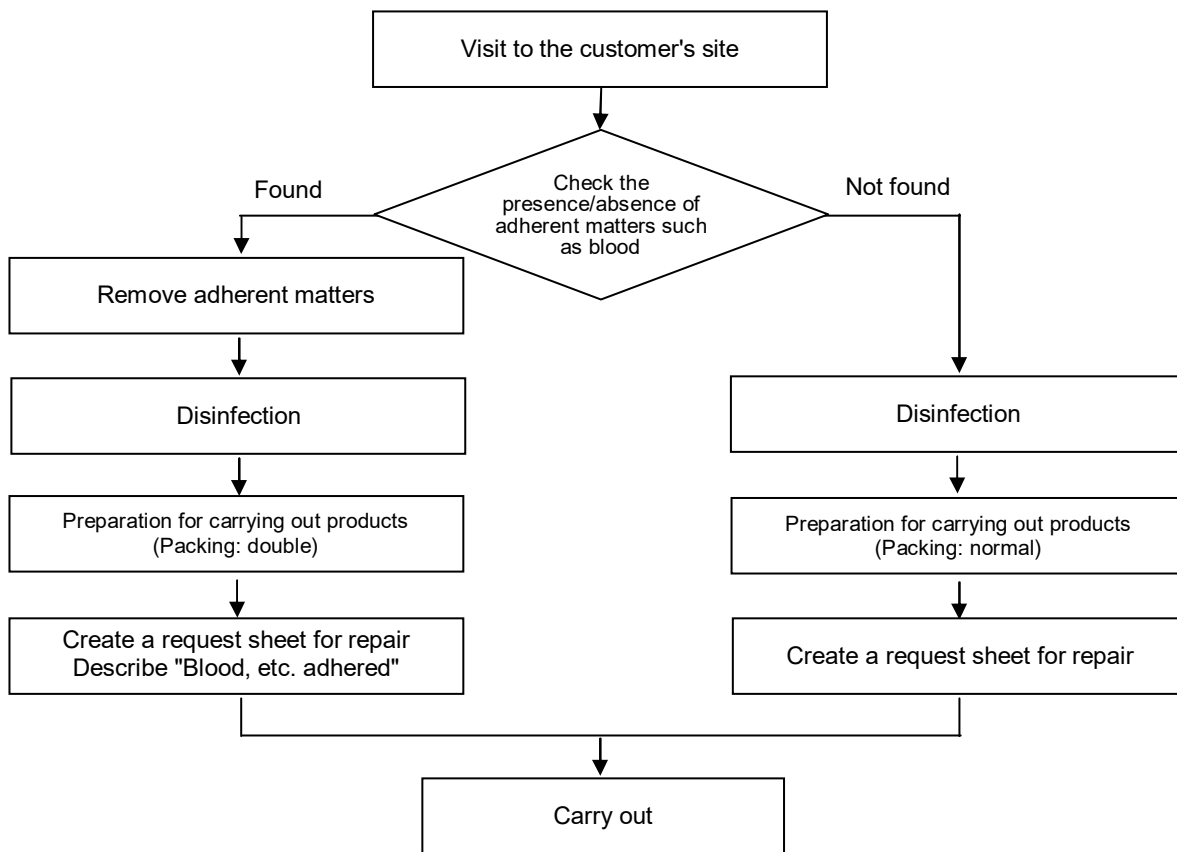 Visit to the customer's site
Check the
presence/absence of
adherent matters such
as blood
Found
Not found
Remove adherent matters
Disinfection
Disinfection
Preparation for carrying out products
(Packing: double)
Preparation for carrying out products
(Packing: normal)
Create a request sheet for repair
Describe "Blood, etc. adhered"
Create a request sheet for repair
Carry out